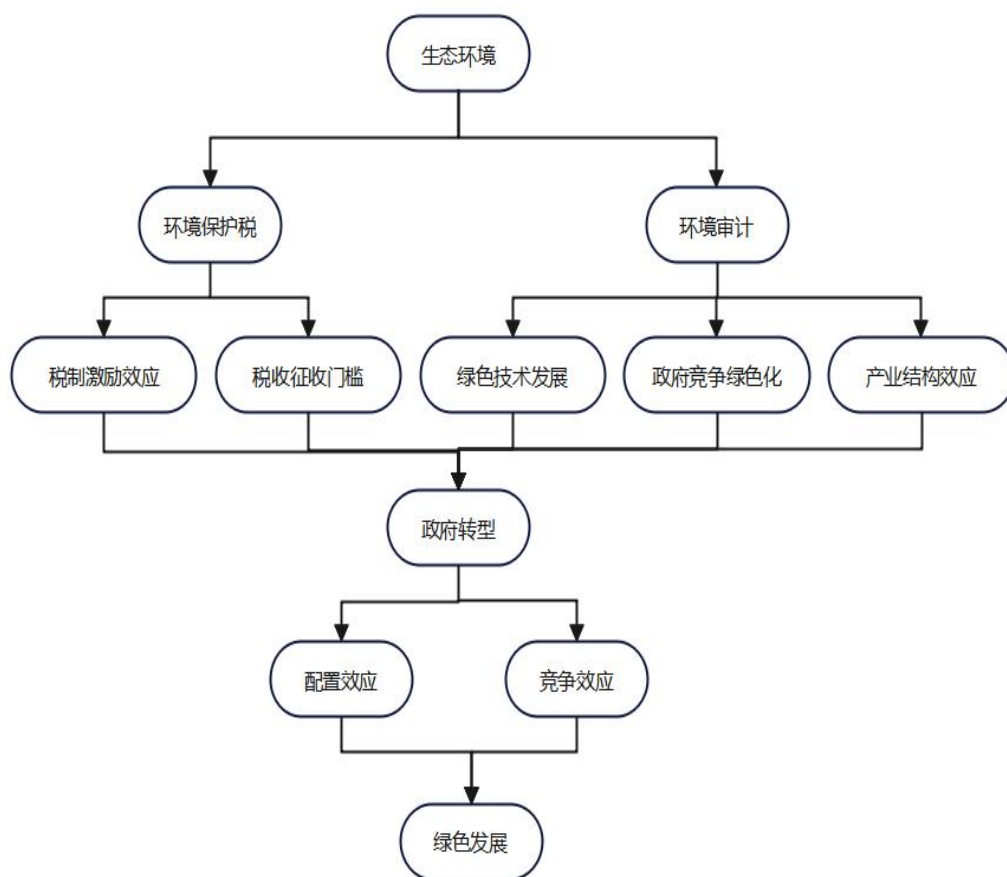 生态环境
环境保护税
环境审计
税制激励效应
税收征收门槛
绿色技术发展
政府竞争绿色化
产业结构效应
政府转型
配置效应
竞争效应
绿色发展